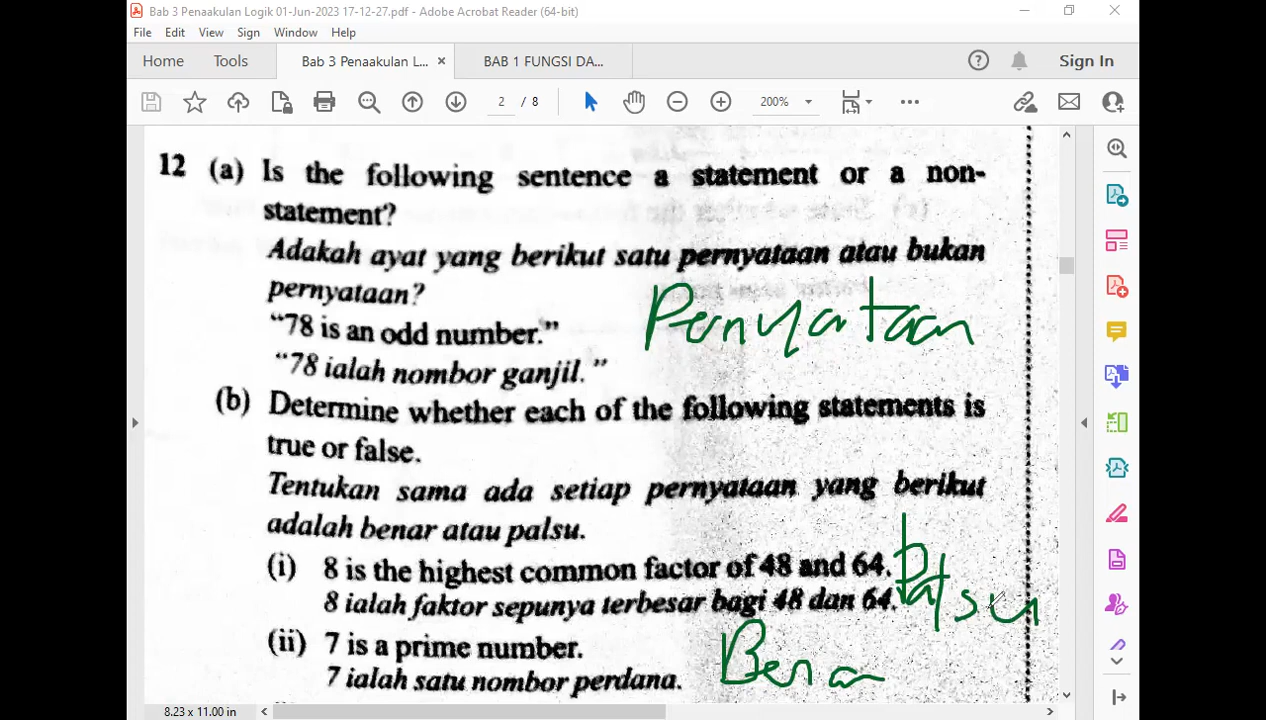 Bab 3 Penaakulan Logik 01-Jun-2023 17-12-27.pdf - Adobe Acrobat Reader (64-bit)
File Edit View Sign Window Help
Home Tools Bab 3 Penaakulan L... × BAB 1 FUNGSI DA... Sign In
2 / 8 200%
12 (a) Is the following sentence a statement or a non-
statement?
Adakah ayat yang berikut satu pernyataan atau bukan
pernyataan?
"78 is an odd number."
"78 ialah nombor ganjil."
Pernyataan
(b) Determine whether each of the following statements is
true or false.
Tentukan sama ada setiap pernyataan yang berikut
adalah benar atau palsu.
(i) 8 is the highest common factor of 48 and 64.
8 ialah faktor sepunya terbesar bagi 48 dan 64.
Palsu
(ii) 7 is a prime number.
7 ialah satu nombor perdana.
Bena
8.23 x 11.00 in